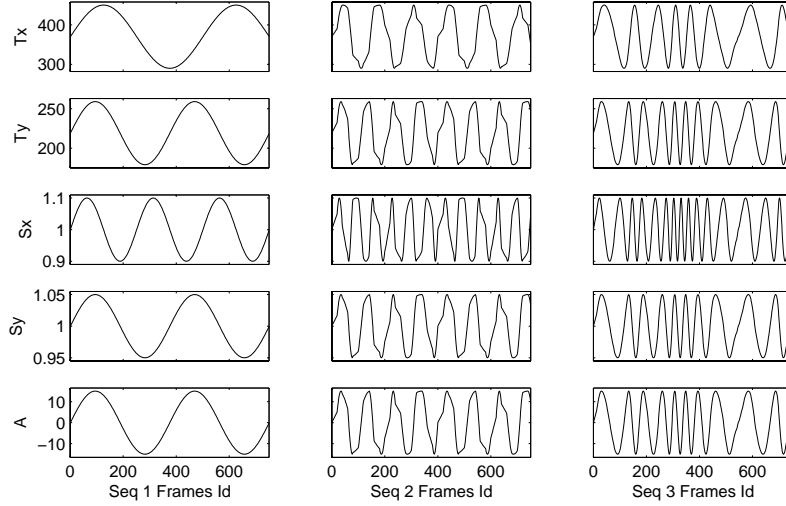 Tx
400
300
Ty
250
200
Sx
1.1
1
0.9
Sy
1.05
1
0.95
A
10
0
−10
0 200 400 600
Seq 1 Frames Id
0 200 400 600
Seq 2 Frames Id
0 200 400 600
Seq 3 Frames Id